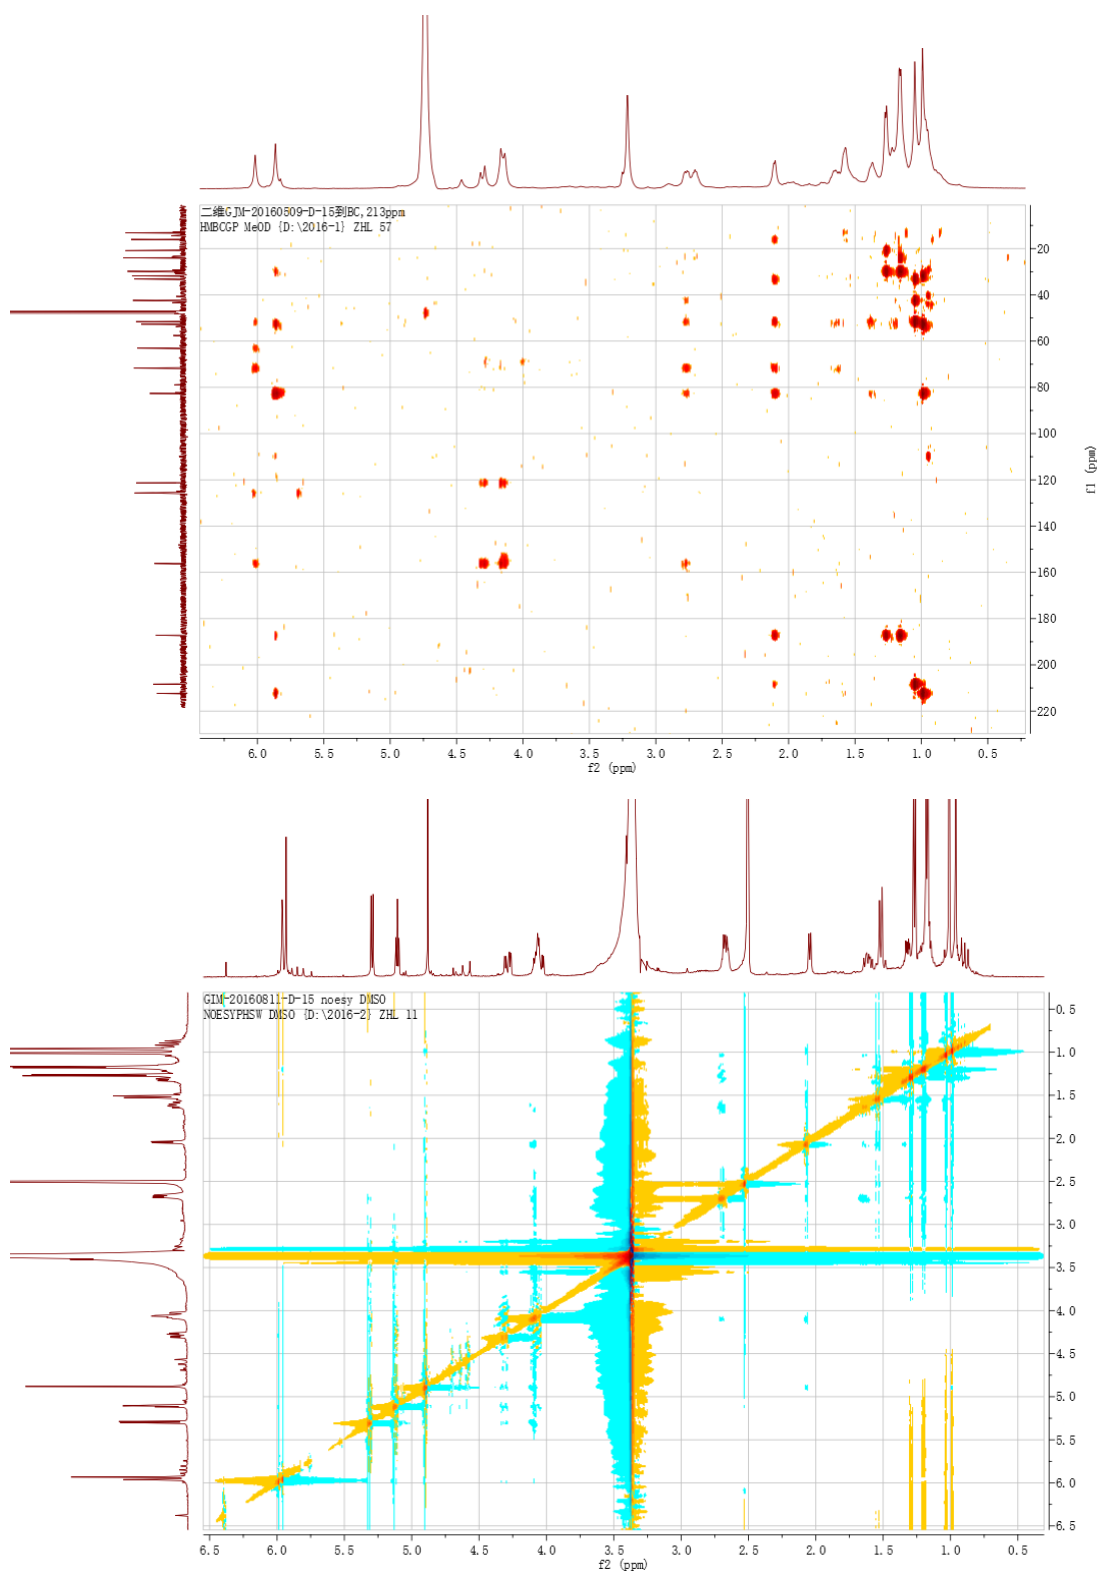 二维GJM-20160509-D-15到BC,213ppm
HMBCGP MeOD {D:\2016-1} ZHL 57
20
40
60
80
100
120
140
160
180
200
220
f1 (ppm)
6.0 5.5 5.0 4.5 4.0 3.5 3.0 2.5 2.0 1.5 1.0 0.5
f2 (ppm)
GIM-20160811-D-15 noesy DMSO
NOESYPHSW DMSO {D:\2016-2} ZHL 11
0.5
1.0
1.5
2.0
2.5
3.0
3.5
4.0
4.5
5.0
5.5
6.0
6.5
6.5 6.0 5.5 5.0 4.5 4.0 3.5 3.0 2.5 2.0 1.5 1.0 0.5
f2 (ppm)